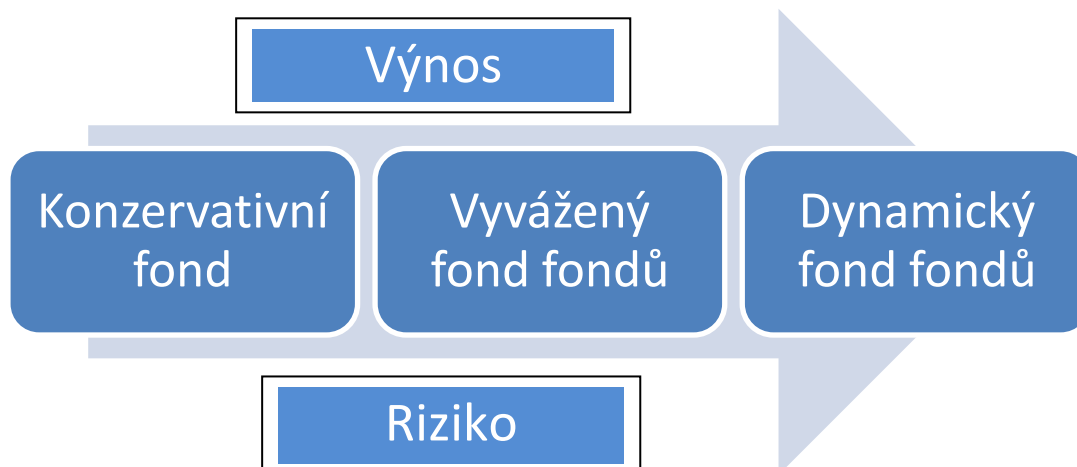 Výnos
Konzervativní
fond
Vyvážený
fond fondů
Dynamický
fond fondů
Riziko